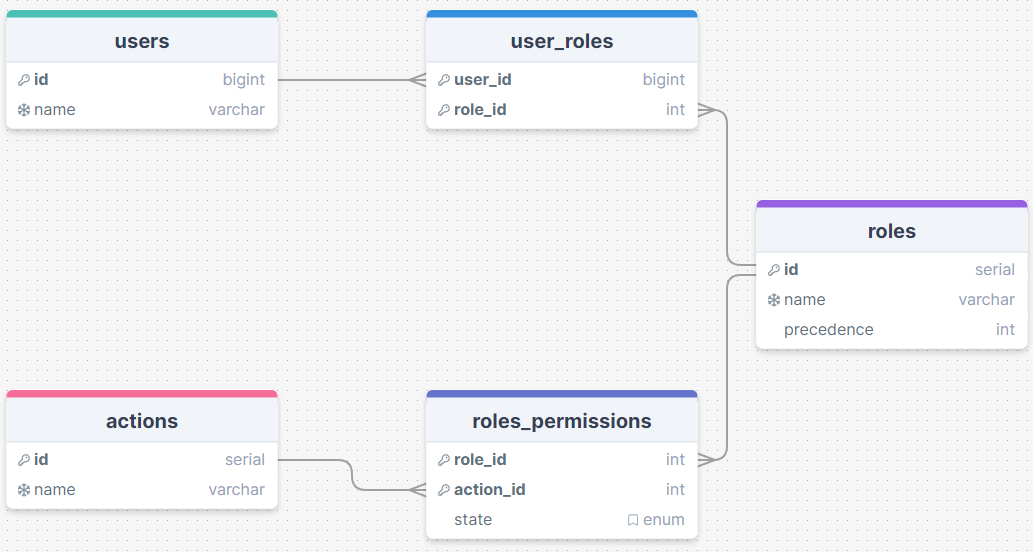 users
id bigint
name varchar
user_roles
user_id bigint
role_id int
roles
id serial
name varchar
precedence int
actions
id serial
name varchar
roles_permissions
role_id int
action_id int
state enum